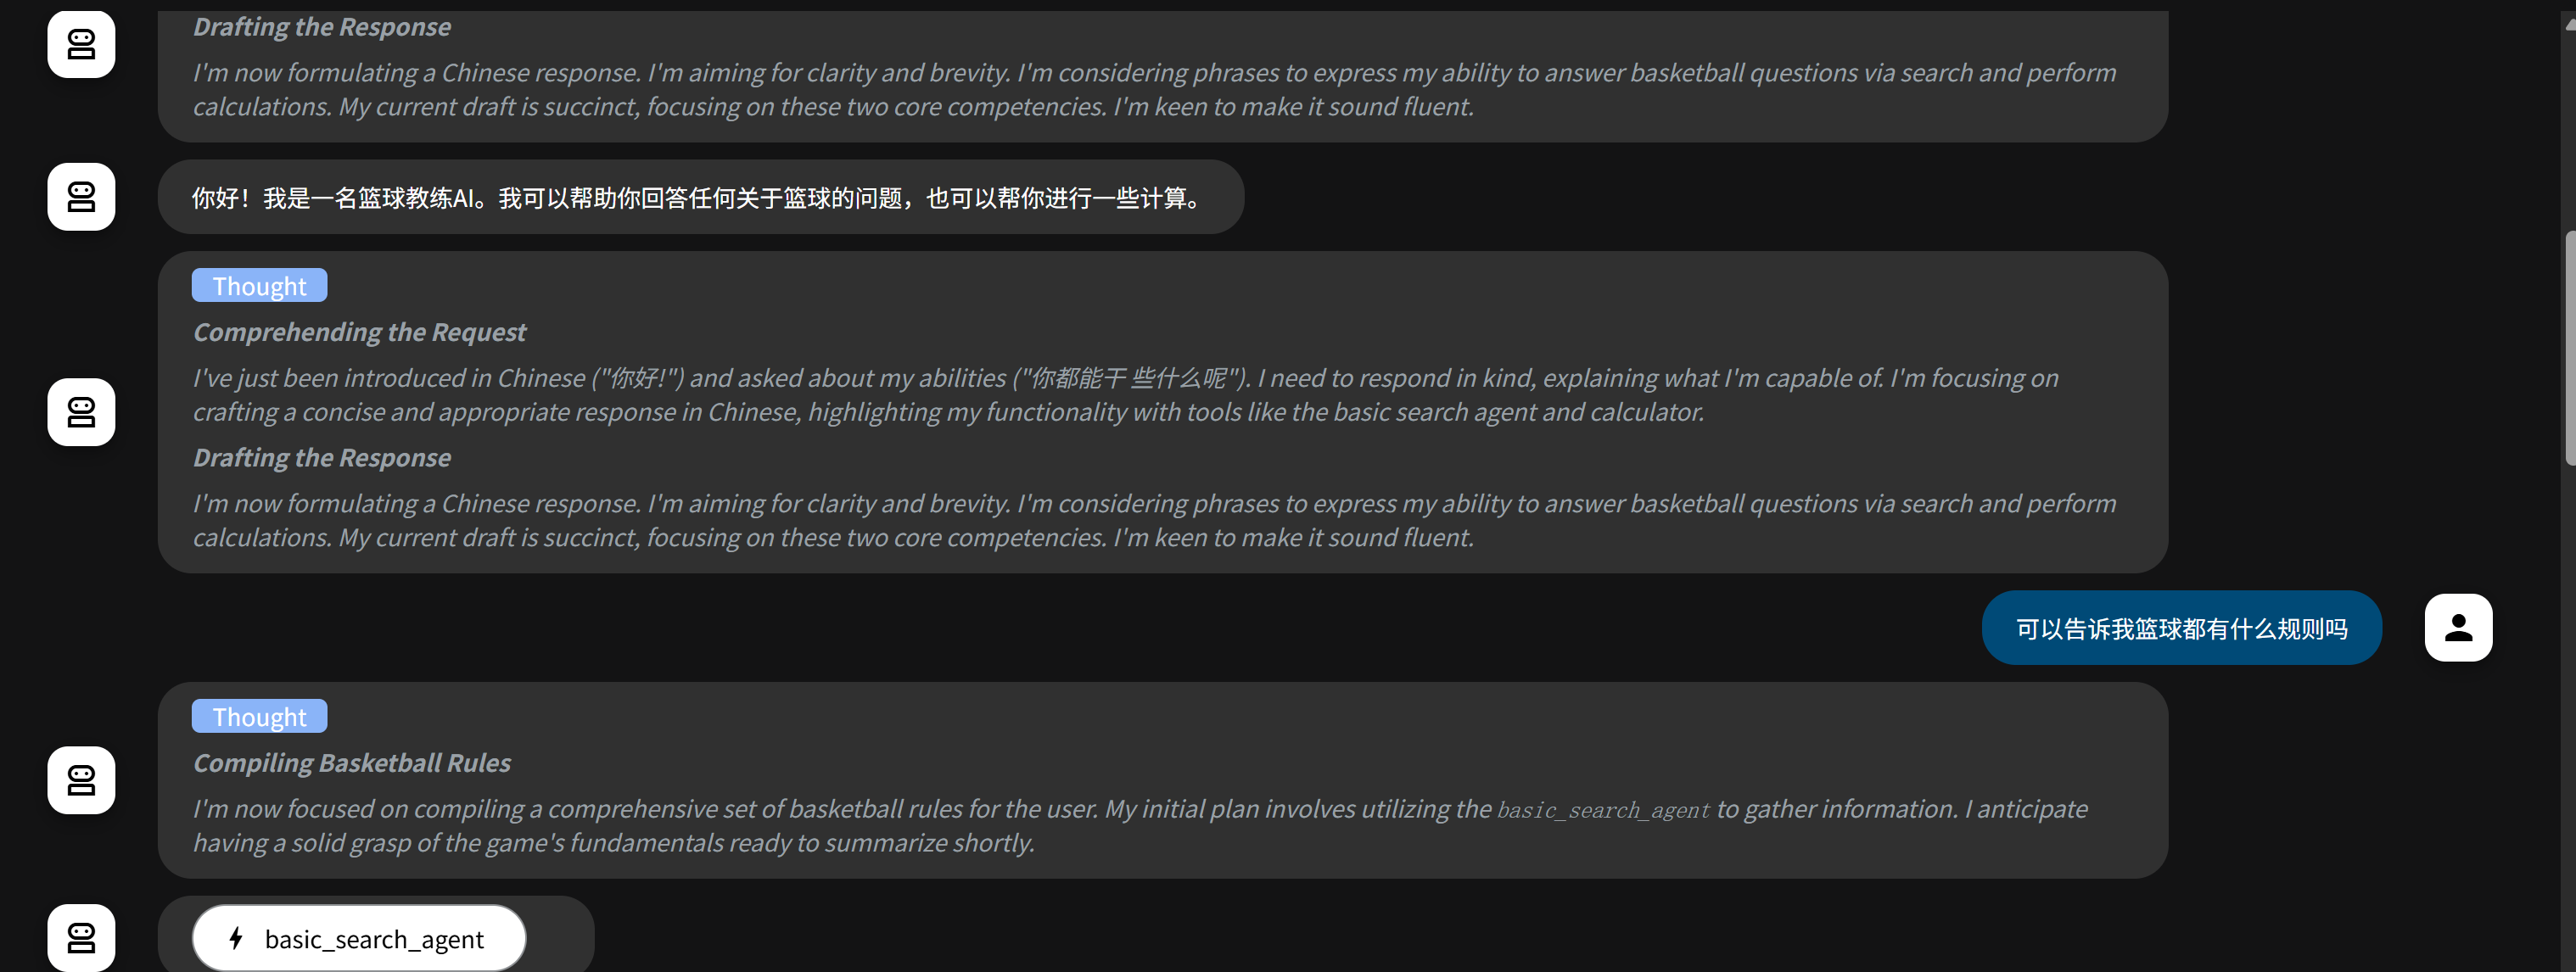 Drafting the Response
I'm now formulating a Chinese response. I'm aiming for clarity and brevity. I'm considering phrases to express my ability to answer basketball questions via search and perform
calculations. My current draft is succinct, focusing on these two core competencies. I'm keen to make it sound fluent.
你好！我是一名篮球教练AI。我可以帮助你回答任何关于篮球的问题，也可以帮你进行一些计算。
Thought
Comprehending the Request
I've just been introduced in Chinese ("你好!") and asked about my abilities ("你都能干 些什么呢"). I need to respond in kind, explaining what I'm capable of. I'm focusing on
crafting a concise and appropriate response in Chinese, highlighting my functionality with tools like the basic search agent and calculator.
Drafting the Response
I'm now formulating a Chinese response. I'm aiming for clarity and brevity. I'm considering phrases to express my ability to answer basketball questions via search and perform
calculations. My current draft is succinct, focusing on these two core competencies. I'm keen to make it sound fluent.
可以告诉我篮球都有什么规则吗
Thought
Compiling Basketball Rules
I'm now focused on compiling a comprehensive set of basketball rules for the user. My initial plan involves utilizing the basic_search_agent to gather information. I anticipate
having a solid grasp of the game's fundamentals ready to summarize shortly.
basic_search_agent